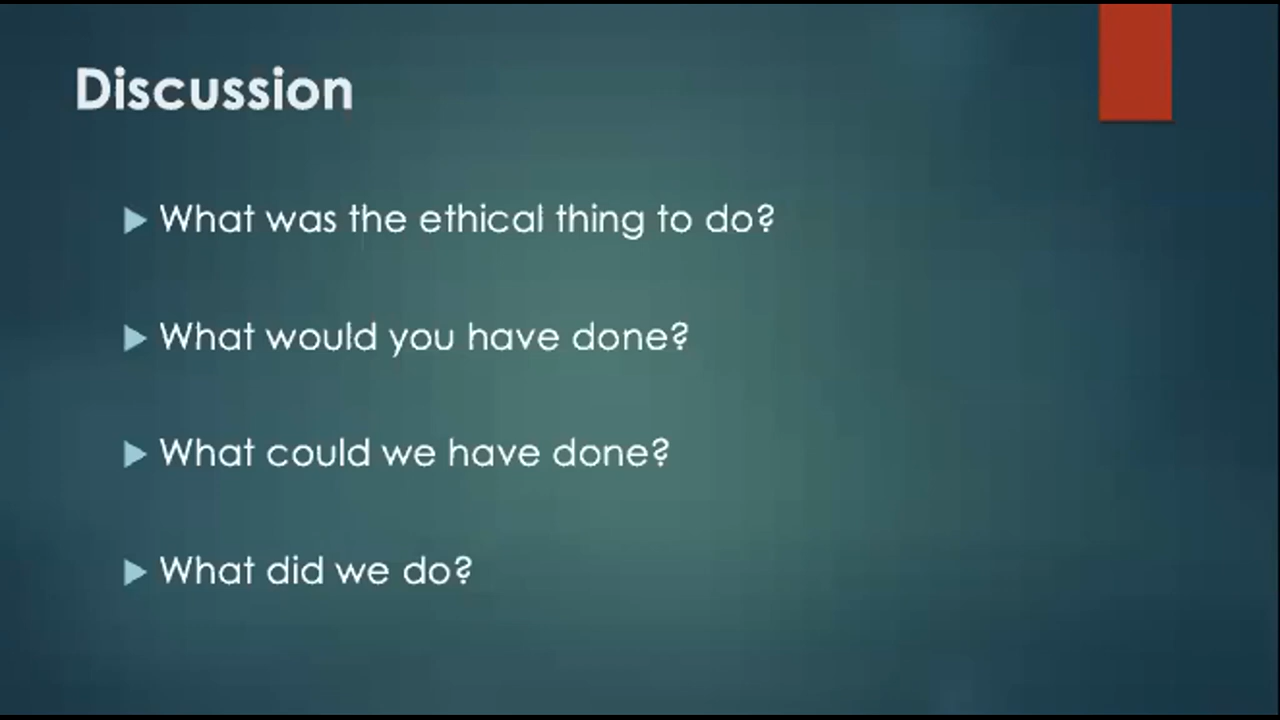 Discussion
What was the ethical thing to do?
What would you have done?
What could we have done?
What did we do?